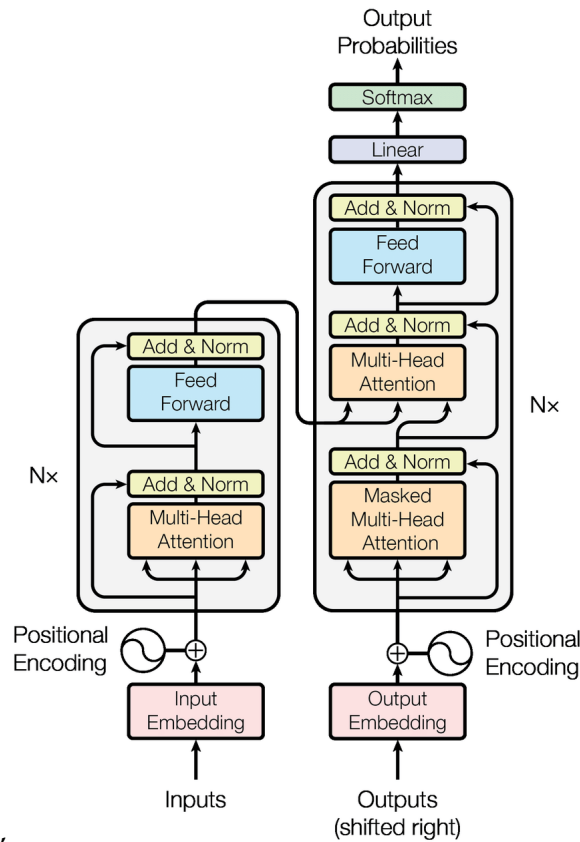 Output
Probabilities
Softmax
Linear
Add & Norm
Feed
Forward
Add & Norm
Multi-Head
Attention
Add & Norm
Masked
Multi-Head
Attention
Nx
Positional
Encoding
Output
Embedding
Outputs
(shifted right)
Add & Norm
Feed
Forward
Add & Norm
Multi-Head
Attention
Nx
Positional
Encoding
Input
Embedding
Inputs